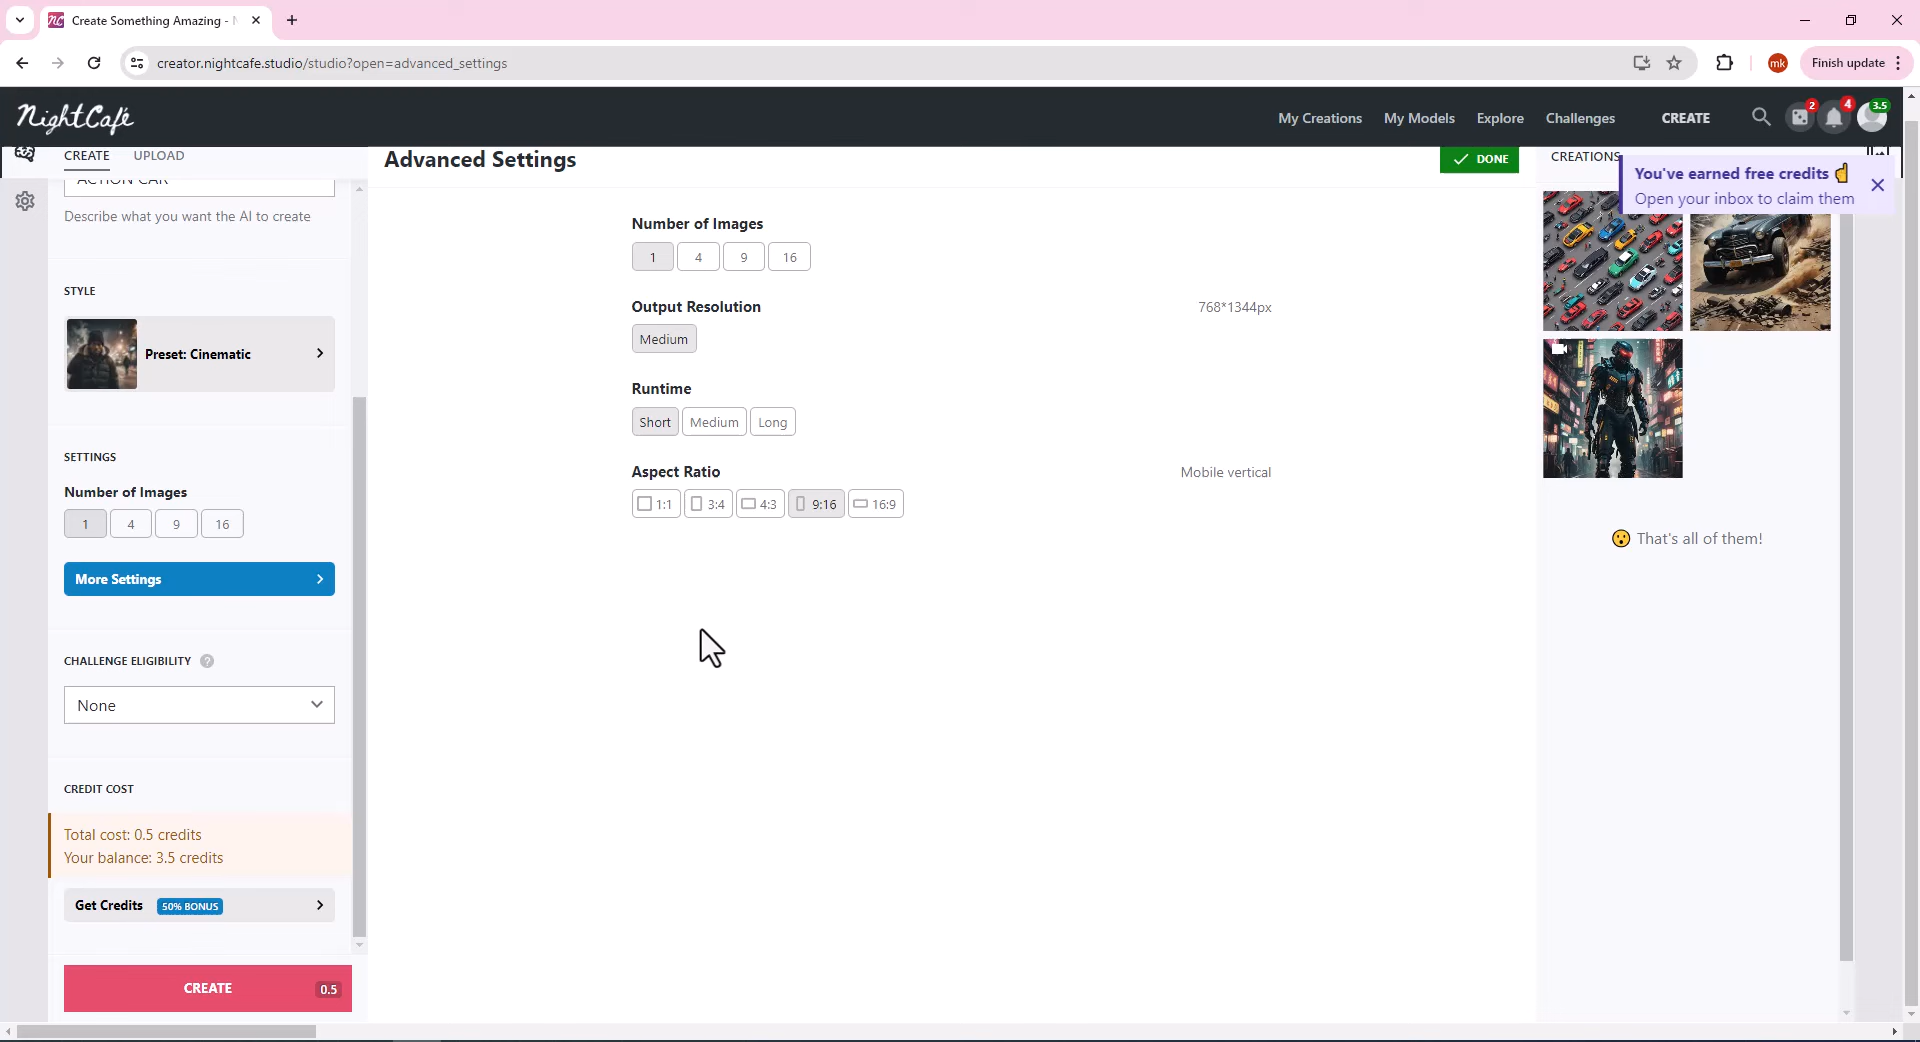 Create Something Amazing -
creator.nightcafe.studio/studio?open=advanced_settings
mk
Finish update
NightCafe
My Creations
My Models
Explore
Challenges
CREATE
2
4
3.5
CREATE
UPLOAD
ACTION CAR
Describe what you want the AI to create
STYLE
Preset: Cinematic
SETTINGS
Number of Images
1
4
9
16
More Settings
CHALLENGE ELIGIBILITY
?
None
CREDIT COST
Total cost: 0.5 credits
Your balance: 3.5 credits
Get Credits
50% BONUS
CREATE
0.5
Advanced Settings
DONE
Number of Images
1
4
9
16
Output Resolution
768*1344px
Medium
Runtime
Short
Medium
Long
Aspect Ratio
Mobile vertical
1:1
3:4
4:3
9:16
16:9
CREATIONS
You've earned free credits
Open your inbox to claim them
That's all of them!